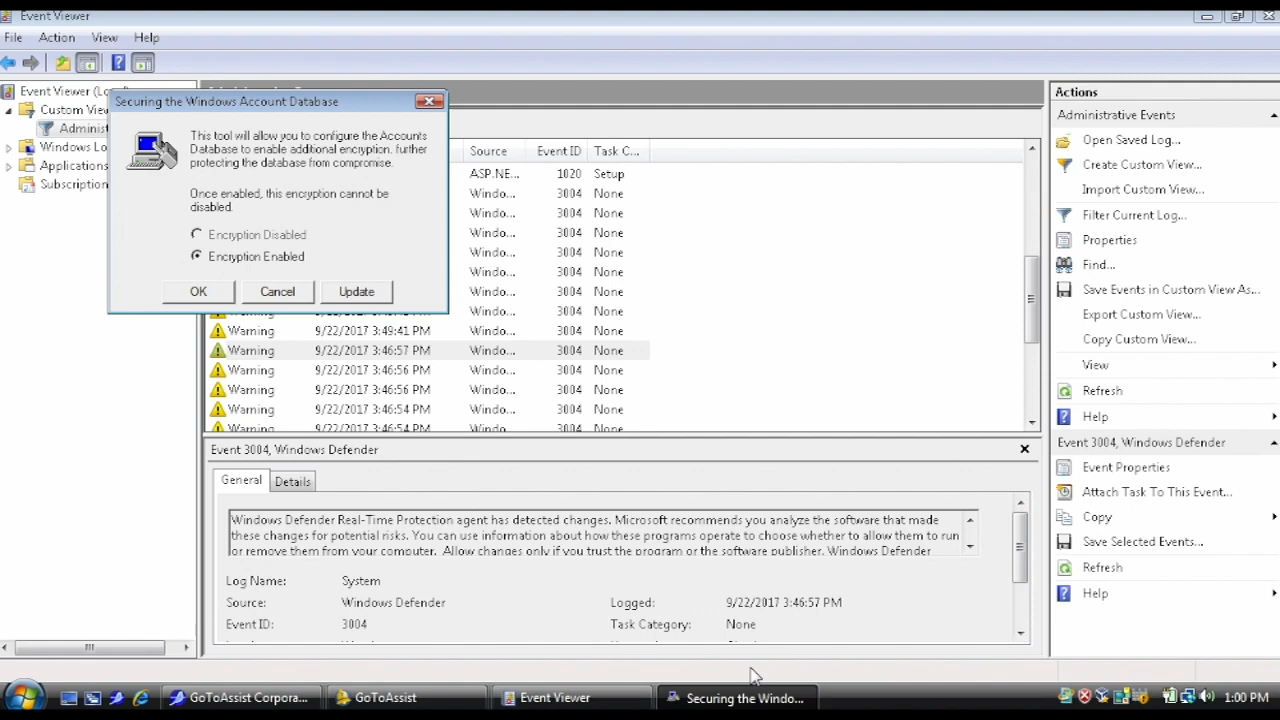 Event Viewer
File Action View Help
Event Viewer (Lo
Custom Vie
Administ
Windows Lo
Applications
Subscription
Securing the Windows Account Database
This tool will allow you to configure the Accounts
Database to enable additional encryption, further
protecting the database from compromise.
Once enabled, this encryption cannot be
disabled.
Encryption Disabled
Encryption Enabled
OK Cancel Update
Source Event ID Task C...
ASP.NE... 1020 Setup
Windo... 3004 None
Windo... 3004 None
Windo... 3004 None
Windo... 3004 None
Windo... 3004 None
Windo... 3004 None
Windo... 3004 None
Warning 9/22/2017 3:49:41 PM Windo... 3004 None
Warning 9/22/2017 3:46:57 PM Windo... 3004 None
Warning 9/22/2017 3:46:56 PM Windo... 3004 None
Warning 9/22/2017 3:46:56 PM Windo... 3004 None
Warning 9/22/2017 3:46:54 PM Windo... 3004 None
Warning 9/22/2017 3:46:54 PM Windo... 3004 None
Event 3004, Windows Defender
General Details
Windows Defender Real-Time Protection agent has detected changes. Microsoft recommends you analyze the software that made
these changes for potential risks. You can use information about how these programs operate to choose whether to allow them to run
or remove them from your computer. Allow changes only if you trust the program or the software publisher. Windows Defender
Log Name: System
Source: Windows Defender Logged: 9/22/2017 3:46:57 PM
Event ID: 3004 Task Category: None
Actions
Administrative Events
Open Saved Log...
Create Custom View...
Import Custom View...
Filter Current Log...
Properties
Find...
Save Events in Custom View As...
Export Custom View...
Copy Custom View...
View
Refresh
Help
Event 3004, Windows Defender
Event Properties
Attach Task To This Event...
Copy
Save Selected Events...
Refresh
Help
GoToAssist Corpora... GoToAssist Event Viewer Securing the Windo... 1:00 PM